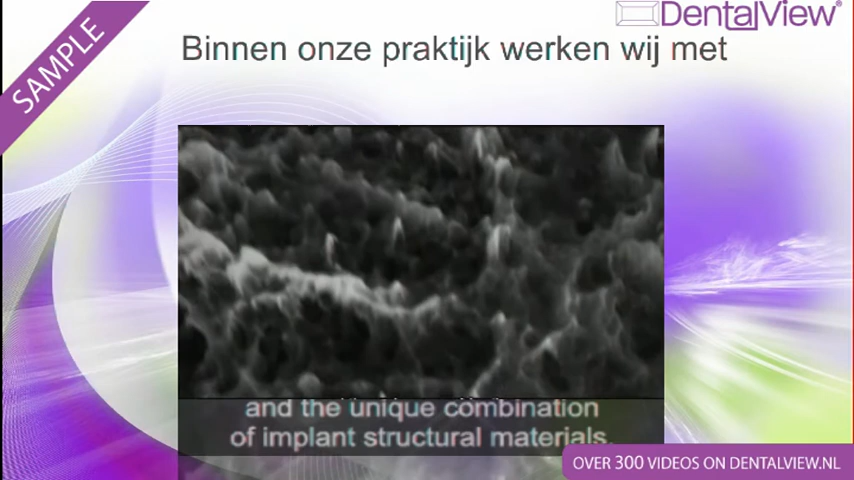 SAMPLE
DentalView®
Binnen onze praktijk werken wij met
and the unique combination
of implant structural materials.
OVER 300 VIDEOS ON DENTALVIEW.NL